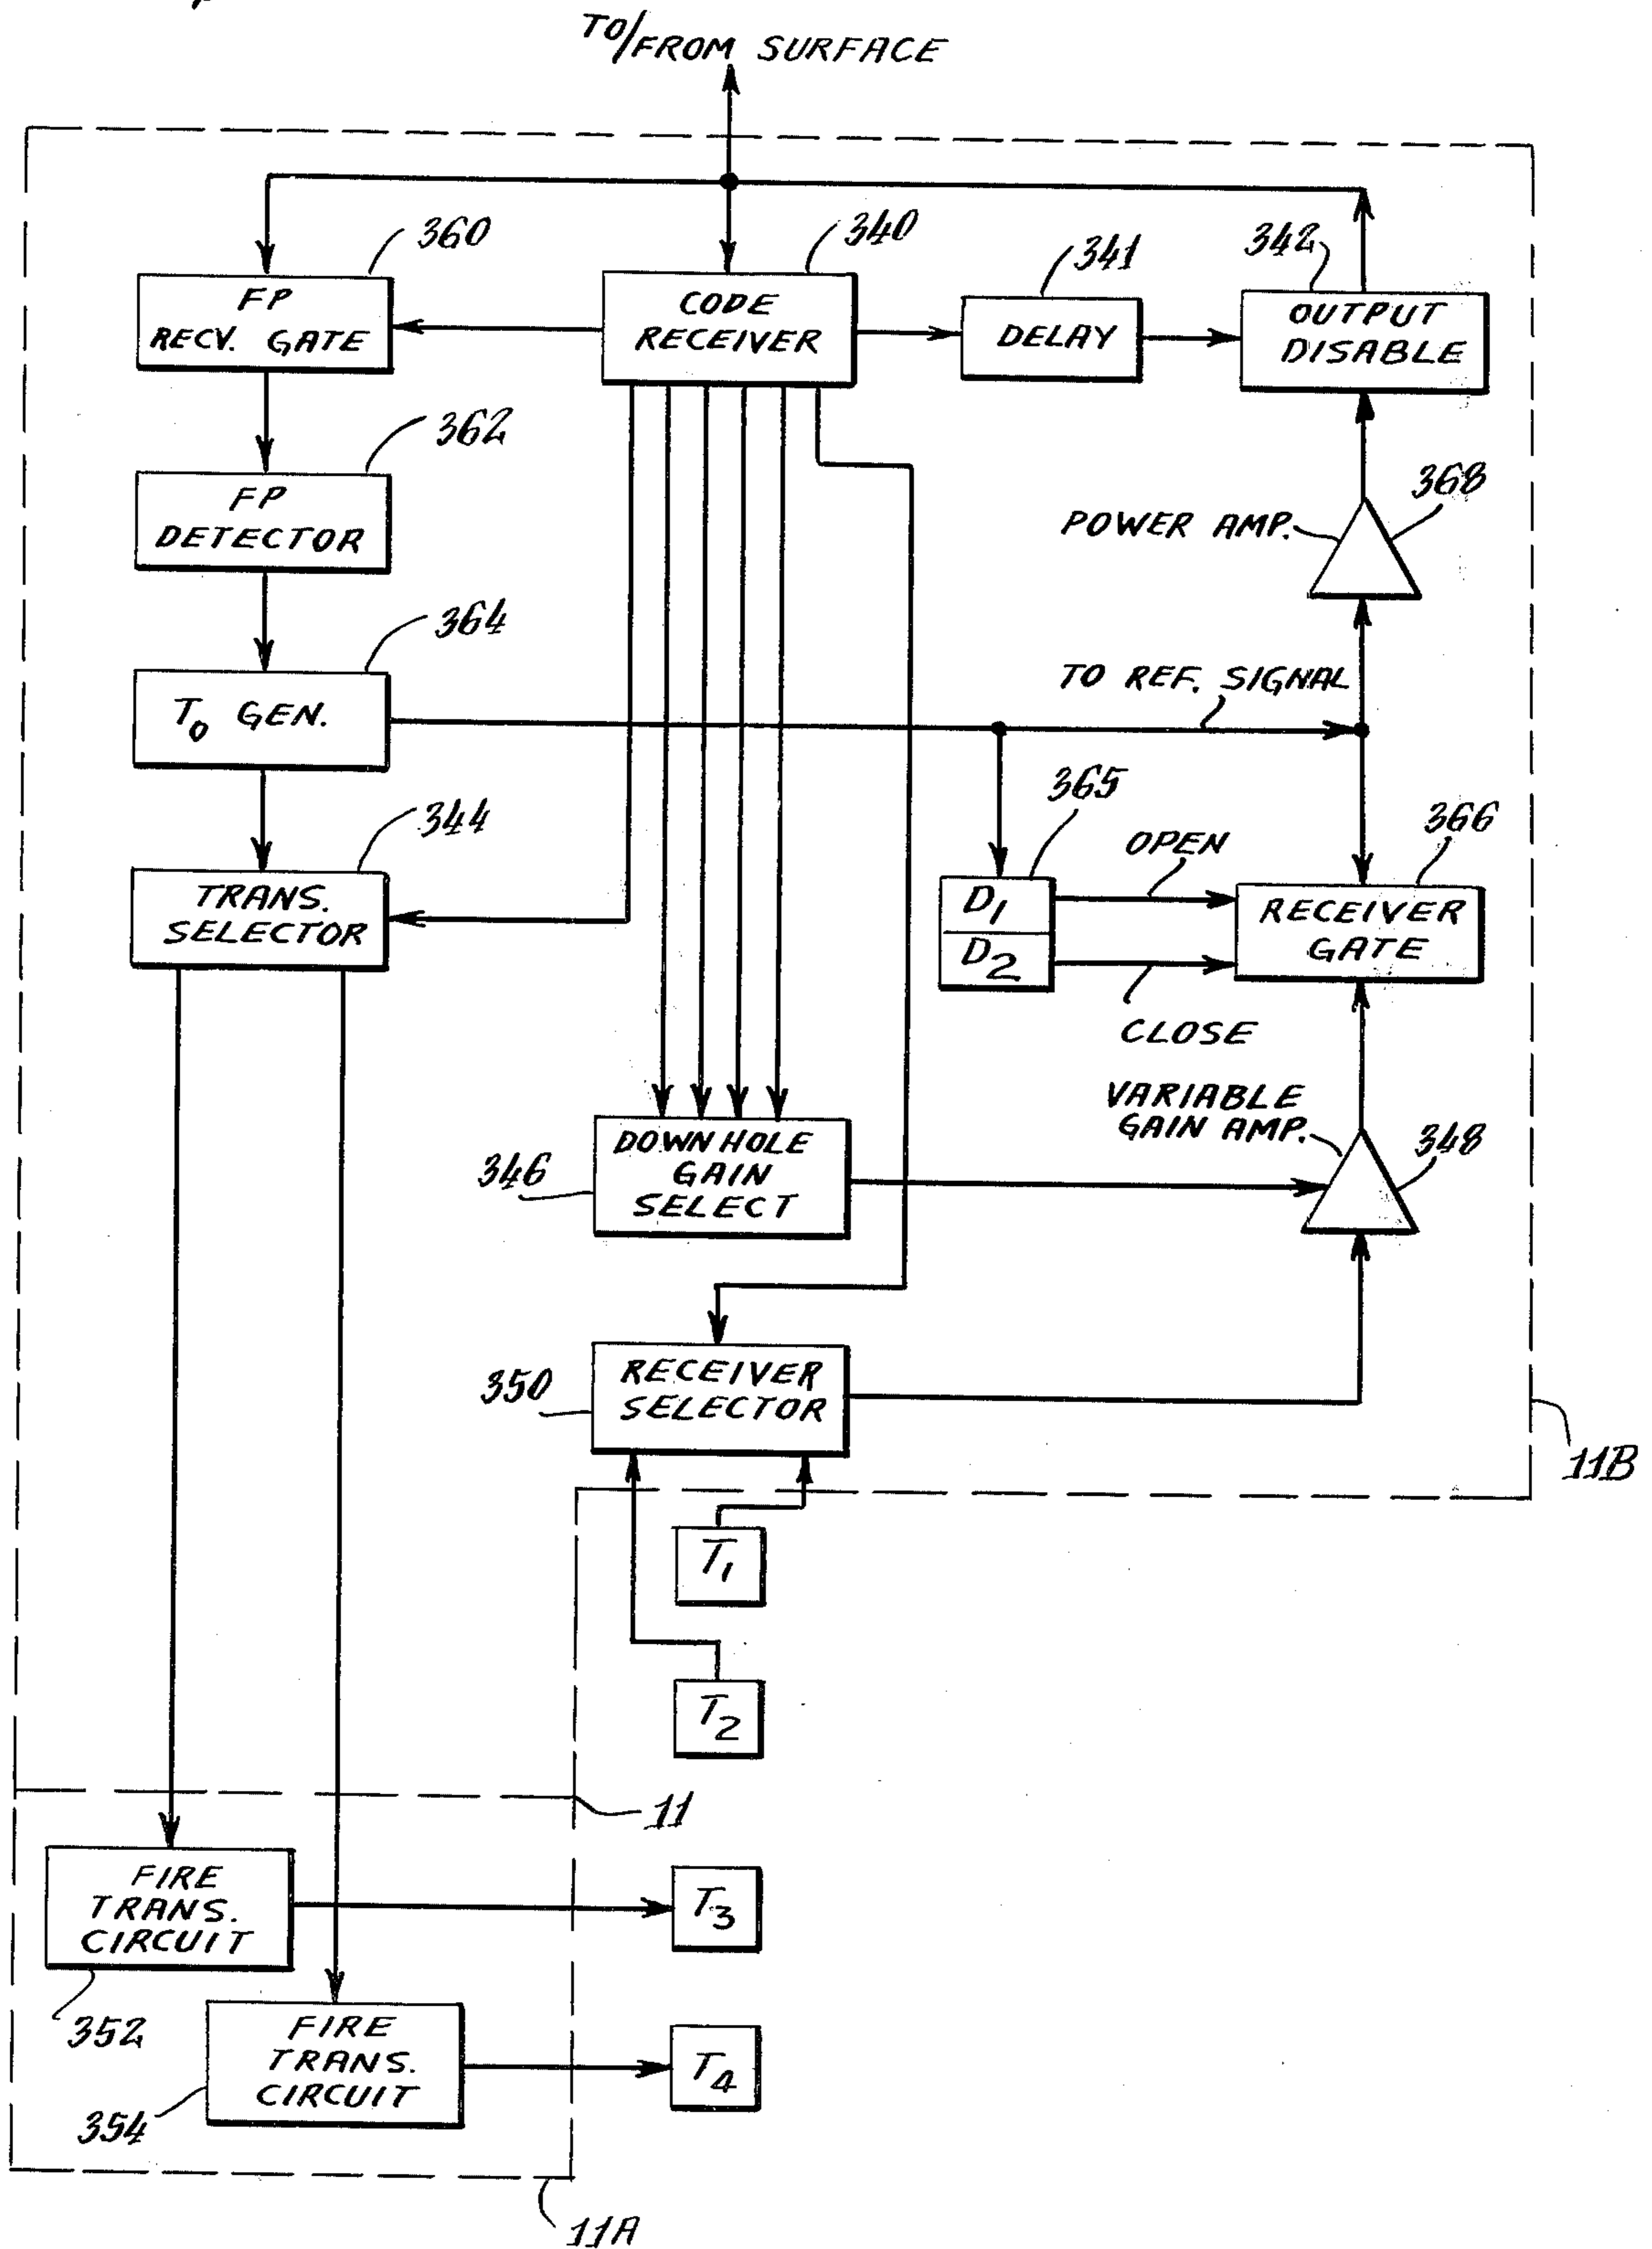 TO/FROM SURFACE
360
340
341
342
FP
RECV. GATE
CODE
RECEIVER
DELAY
OUTPUT
DISABLE
362
368
FP
DETECTOR
POWER AMP.
364
TO REF. SIGNAL
T0 GEN.
365
344
366
OPEN
TRANS.
SELECTOR
D1
D2
RECEIVER
GATE
CLOSE
VARIABLE
GAIN AMP.
348
346
DOWN HOLE
GAIN
SELECT
350
RECEIVER
SELECTOR
11B
T1
T2
11
FIRE
TRANS.
CIRCUIT
T3
352
FIRE
TRANS.
CIRCUIT
T4
354
11A